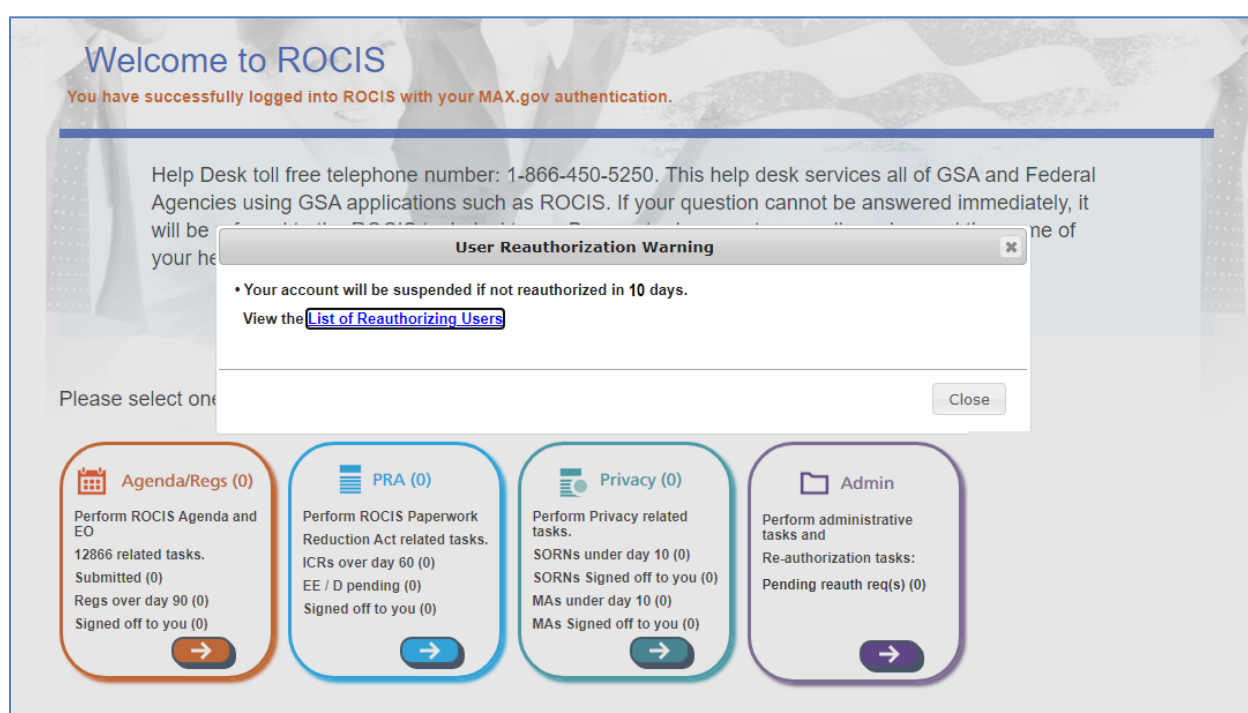 Welcome to ROCIS
You have successfully logged into ROCIS with your MAX.gov authentication.
Help Desk toll free telephone number: 1-866-450-5250. This help desk services all of GSA and Federal
Agencies using GSA applications such as ROCIS. If your question cannot be answered immediately, it
will be
me of
your he
User Reauthorization Warning
• Your account will be suspended if not reauthorized in 10 days.
View the List of Reauthorizing Users
Close
Please select one
Agenda/Regs (0)
Perform ROCIS Agenda and
EO
12866 related tasks.
Submitted (0)
Regs over day 90 (0)
Signed off to you (0)
PRA (0)
Perform ROCIS Paperwork
Reduction Act related tasks.
ICRs over day 60 (0)
EE / D pending (0)
Signed off to you (0)
Privacy (0)
Perform Privacy related
tasks.
SORNs under day 10 (0)
SORNs Signed off to you (0)
MAs under day 10 (0)
MAs Signed off to you (0)
Admin
Perform administrative
tasks and
Re-authorization tasks:
Pending reauth req(s) (0)